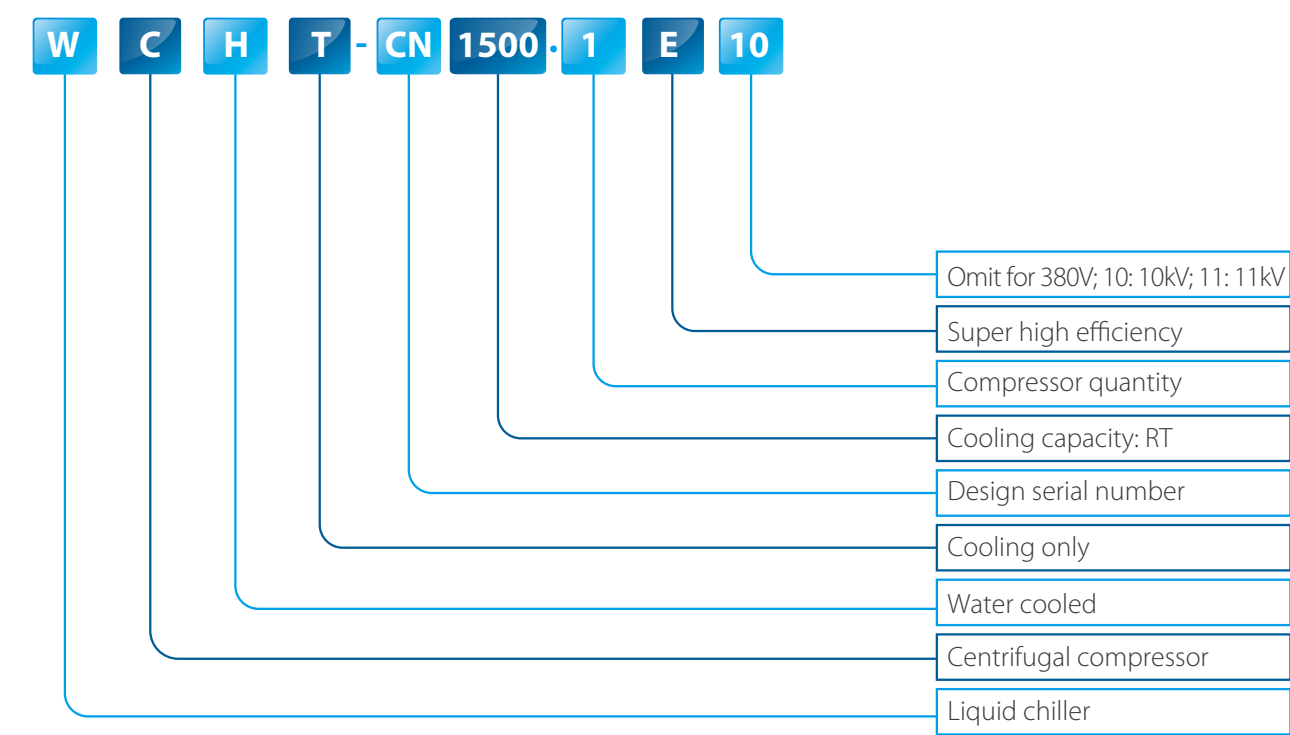 W C H T - CN 1500 . 1 E 10
Omit for 380V; 10: 10kV; 11: 11kV
Super high efficiency
Compressor quantity
Cooling capacity: RT
Design serial number
Cooling only
Water cooled
Centrifugal compressor
Liquid chiller